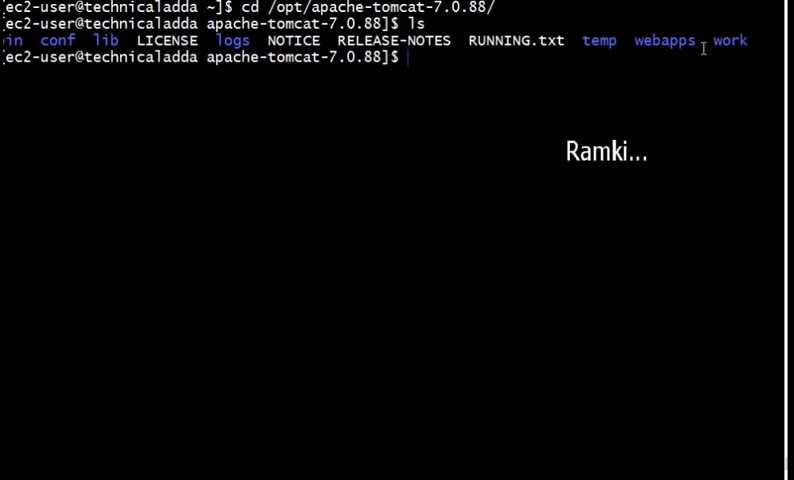 [ec2-user@technicaladda ~]$ cd /opt/apache-tomcat-7.0.88/
[ec2-user@technicaladda apache-tomcat-7.0.88]$ ls
in conf lib LICENSE logs NOTICE RELEASE-NOTES RUNNING.txt temp webapps work
[ec2-user@technicaladda apache-tomcat-7.0.88]$
Ramki...